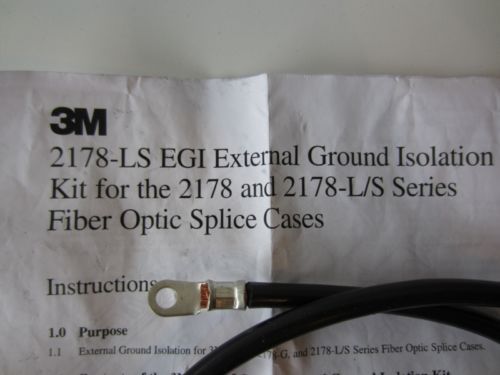 3M
2178-LS EGI External Ground Isolation
Kit for the 2178 and 2178-L/S Series
Fiber Optic Splice Cases
Instructions
1.0 Purpose
1.1 External Ground Isolation for 2178-G, and 2178-L/S Series Fiber Optic Splice Cases.